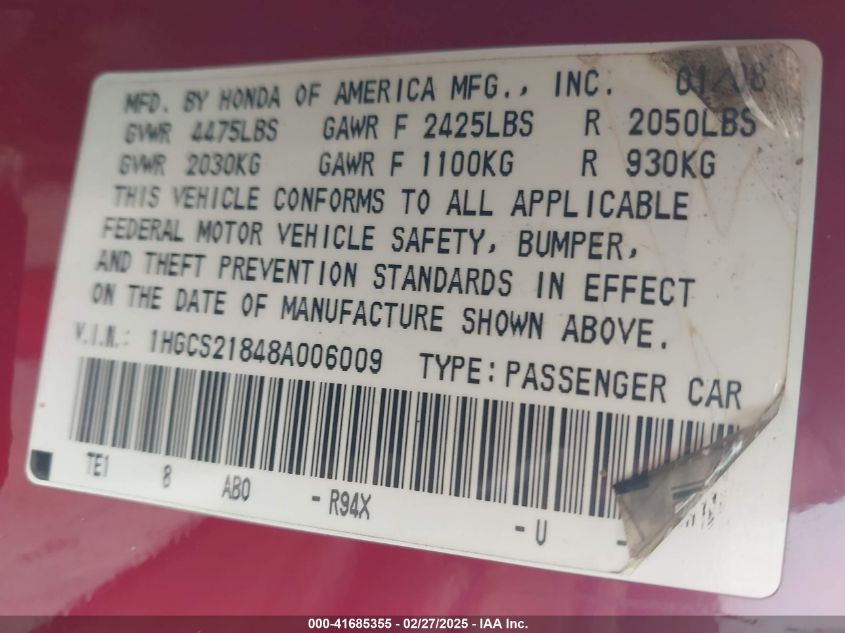 MFD. BY HONDA OF AMERICA MFG., INC. 01/08
GVWR 4475LBS GAWR F 2425LBS R 2050LBS
GVWR 2030KG GAWR F 1100KG R 930KG
THIS VEHICLE CONFORMS TO ALL APPLICABLE
FEDERAL MOTOR VEHICLE SAFETY, BUMPER,
AND THEFT PREVENTION STANDARDS IN EFFECT
ON THE DATE OF MANUFACTURE SHOWN ABOVE.
V.I.N.: 1HGCS21848A006009 TYPE: PASSENGER CAR
TE1 8 AB0 - R94X - U -
000-41685355 - 02/27/2025 - IAA Inc.